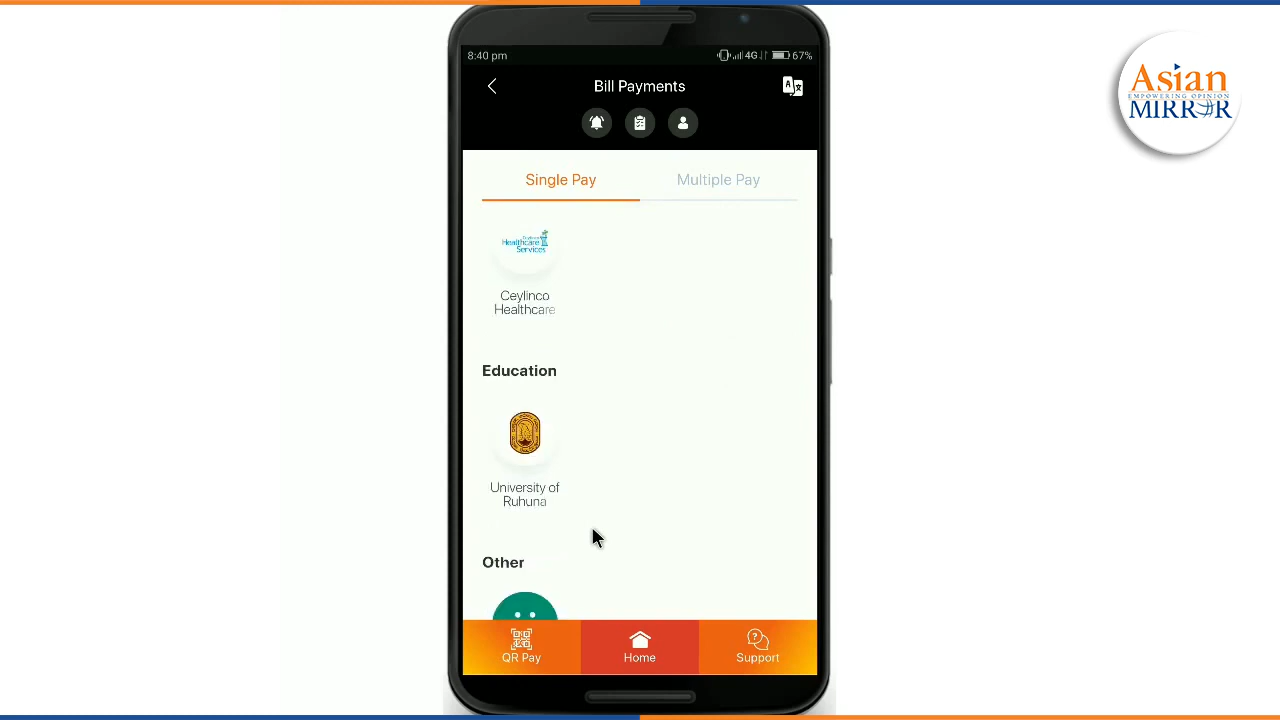 8:40 pm
4G 67%
Bill Payments
Asian
EMPOWERING OPINION
MIRROR
Single Pay
Multiple Pay
Ceylinco
Healthcare
Services
Ceylinco
Healthcare
Education
University of
Ruhuna
Other
QR Pay
Home
Support